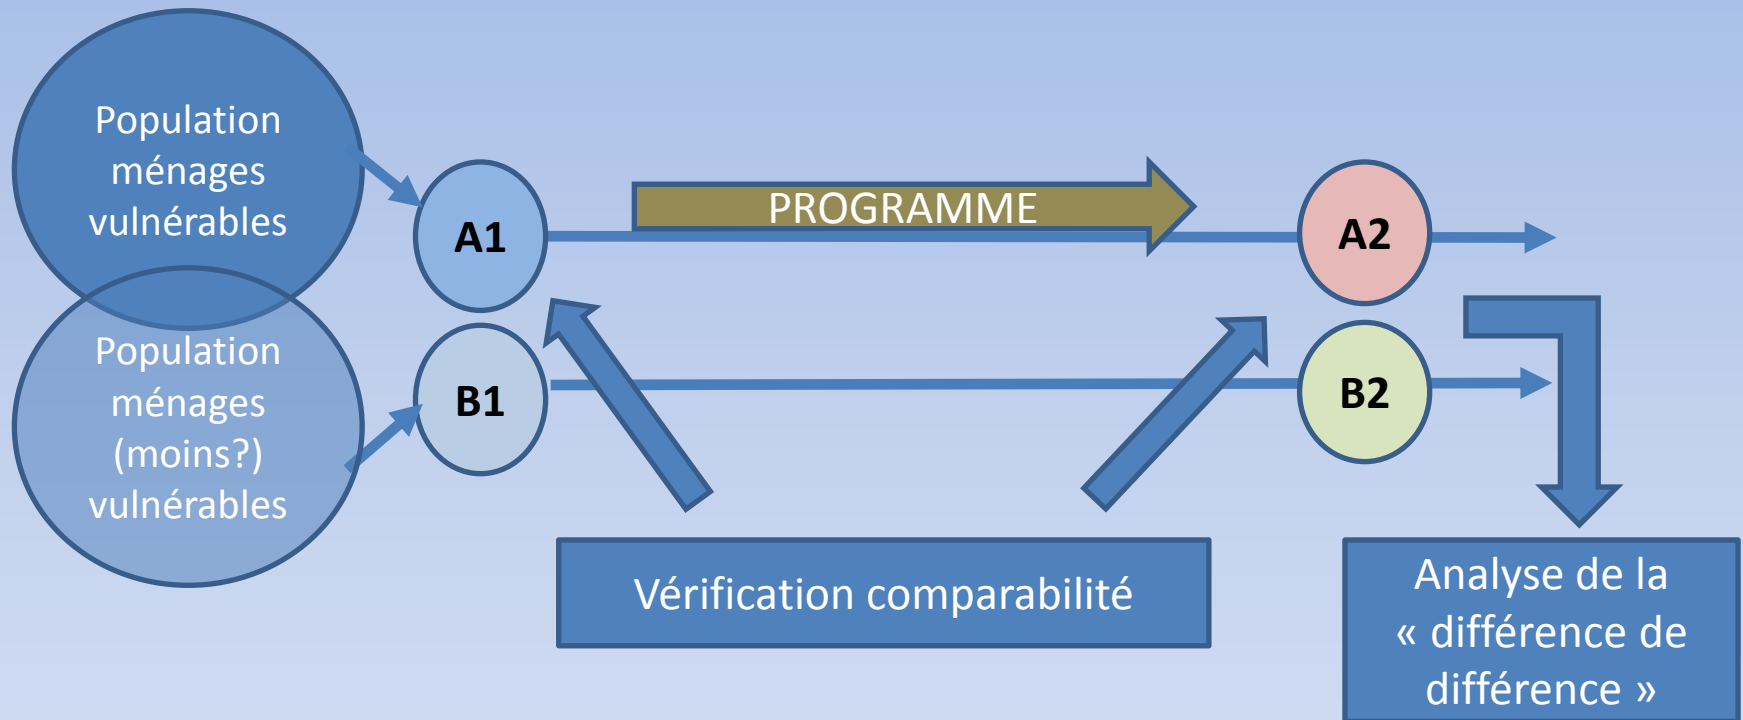 Population
ménages
vulnérables
A1
PROGRAMME
A2
Population
ménages
(moins?)
vulnérables
B1
B2
Vérification comparabilité
Analyse de la
« différence de
différence »